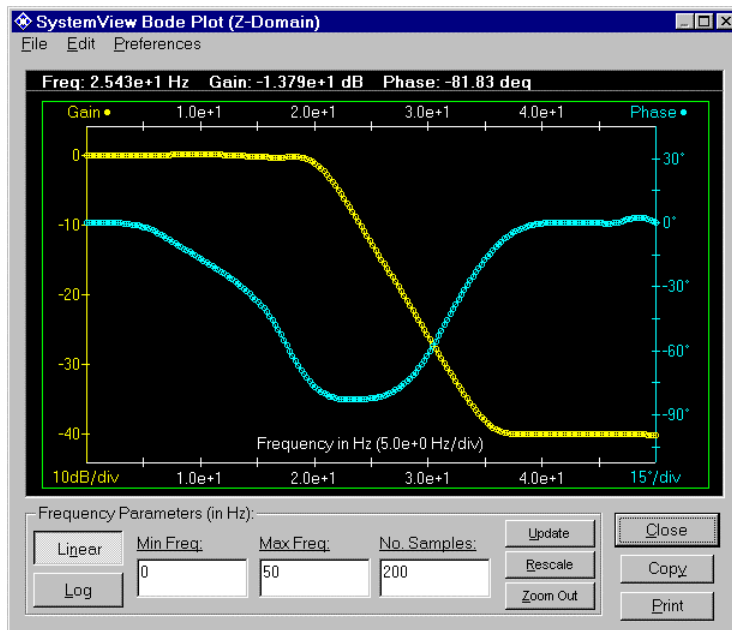 SystemView Bode Plot (Z-Domain)
File Edit Preferences
Freq: 2.543e+1 Hz Gain: -1.379e+1 dB Phase: -81.83 deq
Gain 1.0e+1 2.0e+1 3.0e+1 4.0e+1 Phase
0 30°
-10 0°
-20 -30°
-30 -60°
-90°
-40
Frequency in Hz (5.0e+0 Hz/div)
10dB/div 1.0e+1 2.0e+1 3.0e+1 4.0e+1 15°/div
Frequency Parameters (in Hz):
Linear Min Freq: Max Freq: No. Samples: Update Close
0 50 200 Rescale Copy
Log Zoom Out Print